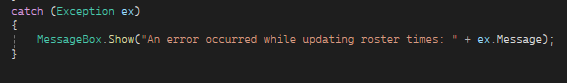 catch (Exception ex)
{
MessageBox.Show("An error occurred while updating roster times: " + ex.Message);
}